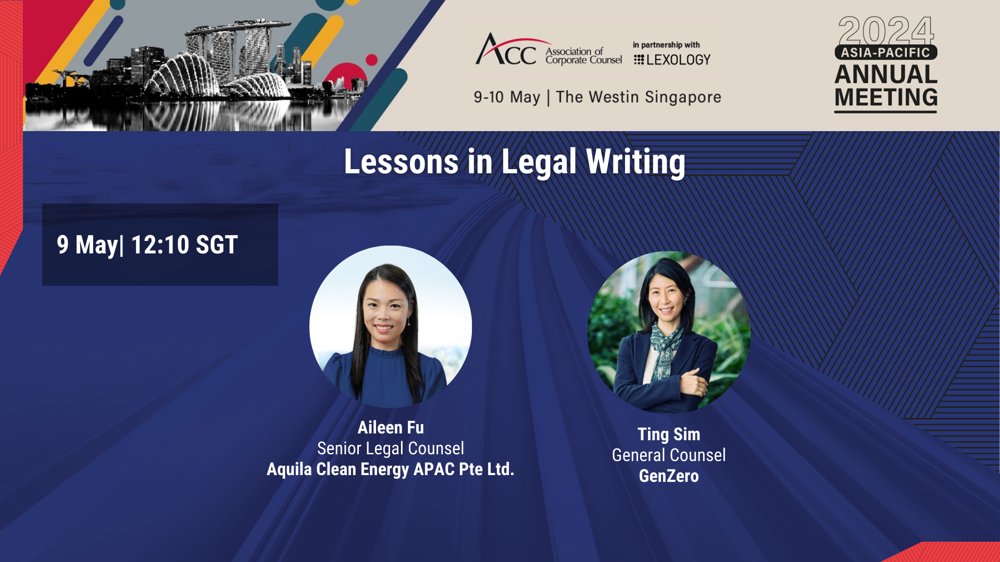 ACC
Association of
Corporate Counsel
in partnership with
LEXOLOGY
9-10 May | The Westin Singapore
2024
ASIA-PACIFIC
ANNUAL
MEETING
Lessons in Legal Writing
9 May| 12:10 SGT
Aileen Fu
Senior Legal Counsel
Aquila Clean Energy APAC Pte Ltd.
Ting Sim
General Counsel
GenZero